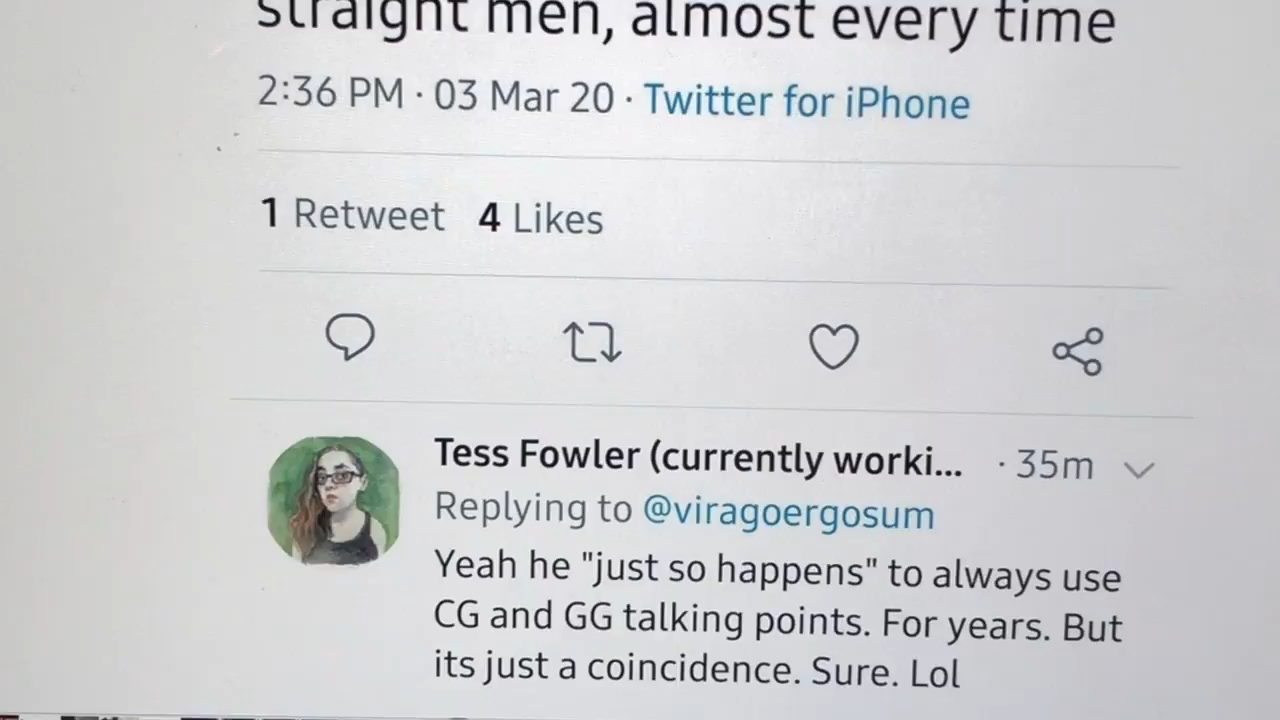 straight men, almost every time
2:36 PM · 03 Mar 20 · Twitter for iPhone
1 Retweet 4 Likes
Tess Fowler (currently worki... · 35m
Replying to @viragoergosum
Yeah he "just so happens" to always use
CG and GG talking points. For years. But
its just a coincidence. Sure. Lol